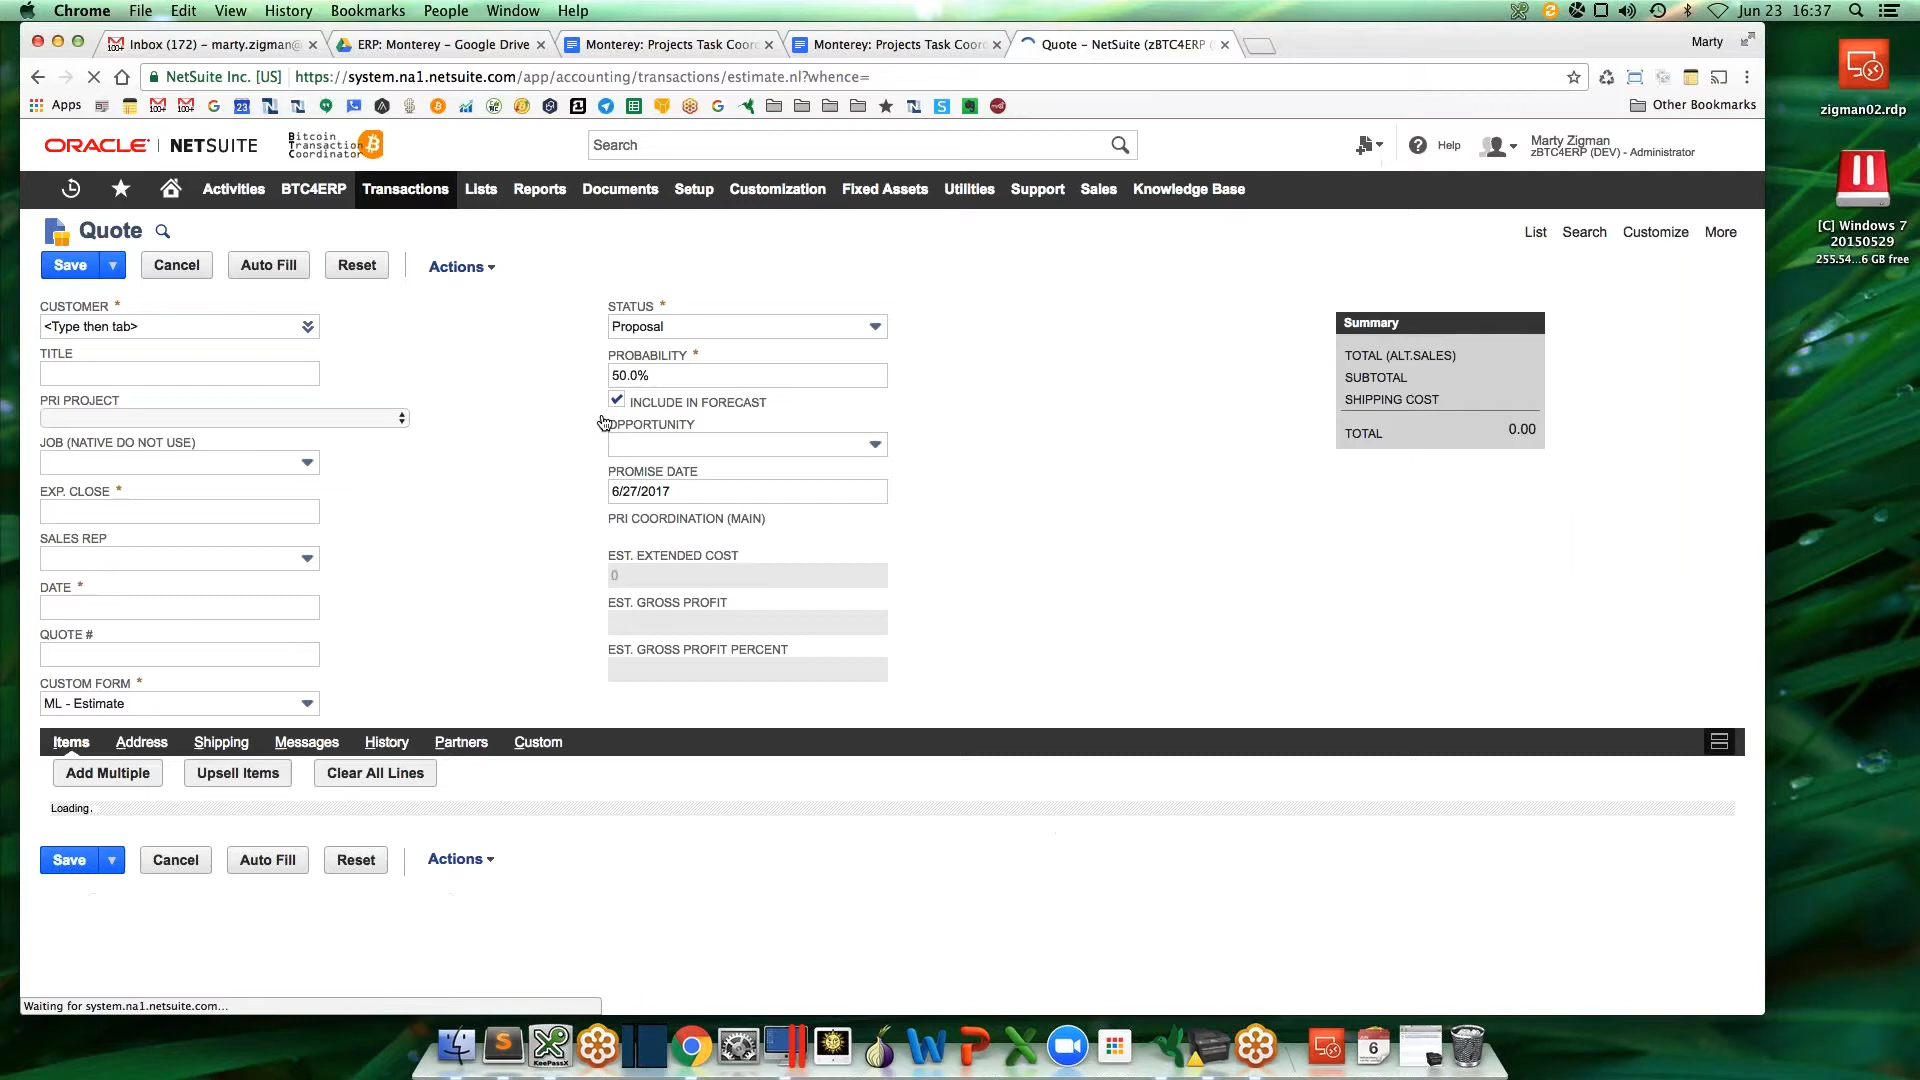 Chrome File Edit View History Bookmarks People Window Help
Jun 23 16:37
Inbox (172) – marty.zigman@
ERP: Monterey – Google Drive
Monterey: Projects Task Coor
Monterey: Projects Task Coor
Quote – NetSuite (zBTC4ERP (
Marty
NetSuite Inc. [US] https://system.na1.netsuite.com/app/accounting/transactions/estimate.nl?whence=
Apps
Other Bookmarks
ORACLE NETSUITE
Bitcoin
Transaction
Coordinator
Search
Help
Marty Zigman
zBTC4ERP (DEV) - Administrator
Activities BTC4ERP Transactions Lists Reports Documents Setup Customization Fixed Assets Utilities Support Sales Knowledge Base
Quote
List Search Customize More
Save Cancel Auto Fill Reset Actions
CUSTOMER *
<Type then tab>
TITLE
PRI PROJECT
JOB (NATIVE DO NOT USE)
EXP. CLOSE *
SALES REP
DATE *
QUOTE #
CUSTOM FORM *
ML - Estimate
STATUS *
Proposal
PROBABILITY *
50.0%
INCLUDE IN FORECAST
OPPORTUNITY
PROMISE DATE
6/27/2017
PRI COORDINATION (MAIN)
EST. EXTENDED COST
0
EST. GROSS PROFIT
EST. GROSS PROFIT PERCENT
Summary
TOTAL (ALT.SALES)
SUBTOTAL
SHIPPING COST
TOTAL 0.00
Items Address Shipping Messages History Partners Custom
Add Multiple Upsell Items Clear All Lines
Loading.
Save Cancel Auto Fill Reset Actions
Waiting for system.na1.netsuite.com...
zigman02.rdp
[C] Windows 7
20150529
255.54...6 GB free
KeePassX
6